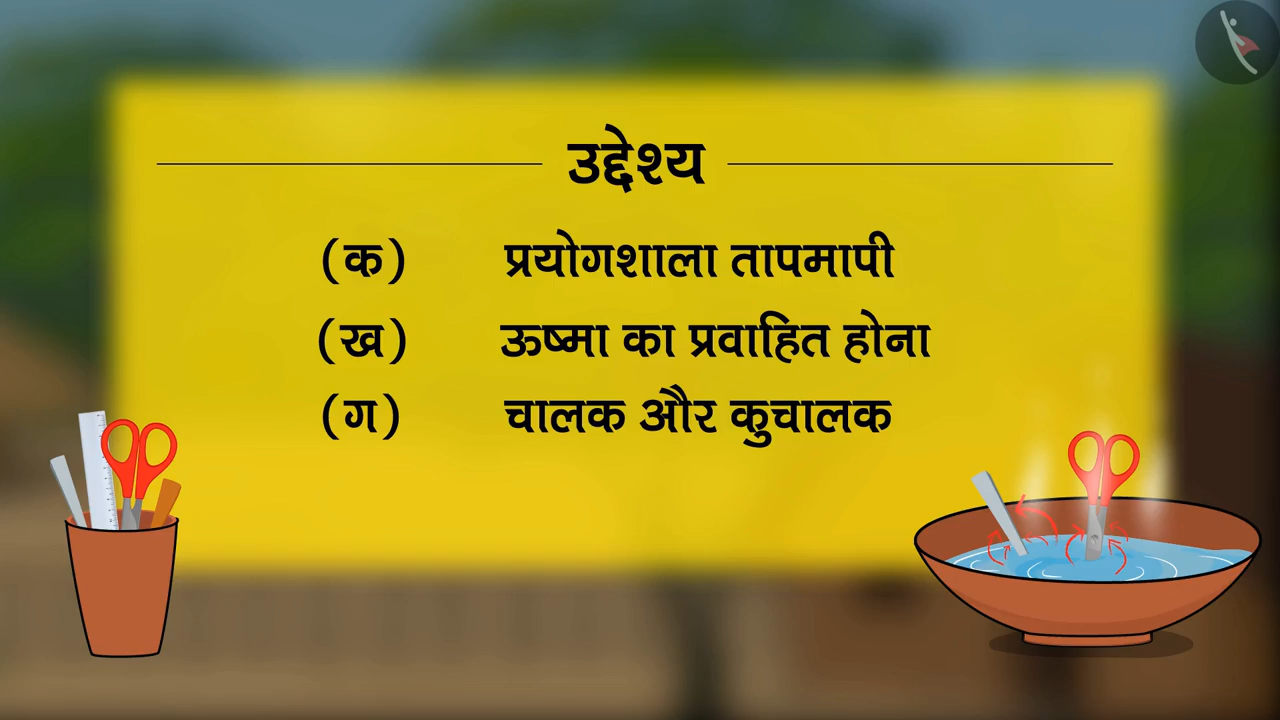 उद्देश्य
(क) प्रयोगशाला तापमापी
(ख) ऊष्मा का प्रवाहित होना
(ग) चालक और कुचालक